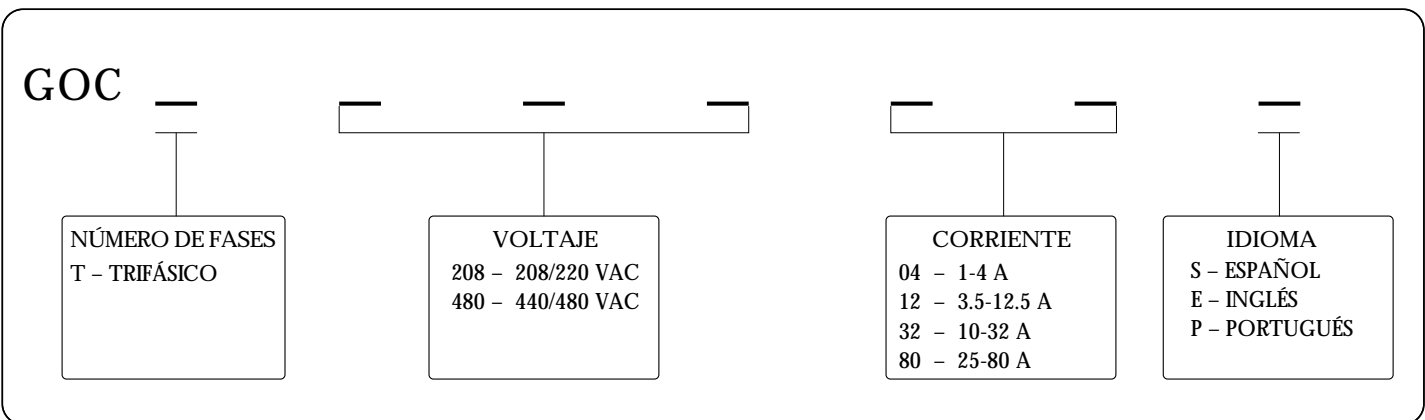 GOC
NÚMERO DE FASES
T – TRIFÁSICO
VOLTAJE
208 – 208/220 VAC
480 – 440/480 VAC
CORRIENTE
04 – 1-4 A
12 – 3.5-12.5 A
32 – 10-32 A
80 – 25-80 A
IDIOMA
S – ESPAÑOL
E – INGLÉS
P – PORTUGUÉS